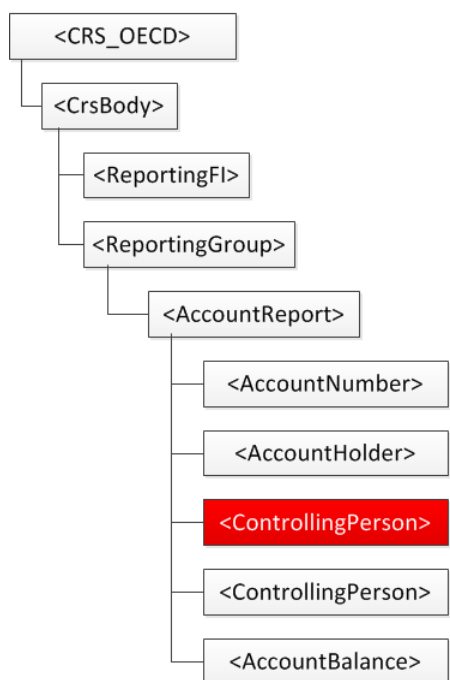 <CRS_OECD>
<CrsBody>
<ReportingFI>
<ReportingGroup>
<AccountReport>
<AccountNumber>
<AccountHolder>
<ControllingPerson>
<ControllingPerson>
<AccountBalance>